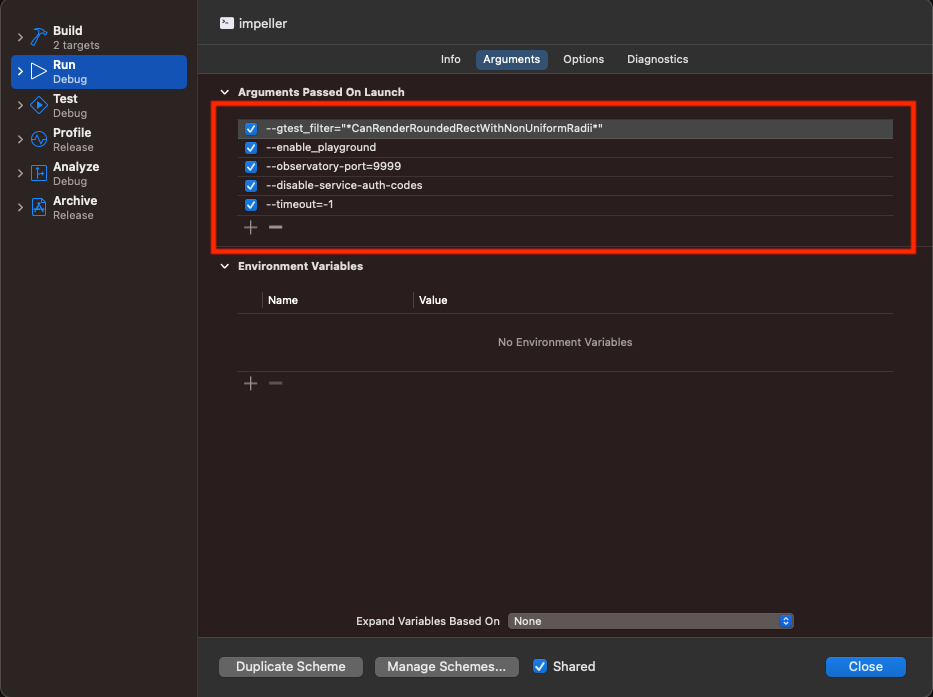 impeller
Build
2 targets
Run
Debug
Test
Debug
Profile
Release
Analyze
Debug
Archive
Release
Info Arguments Options Diagnostics
Arguments Passed On Launch
--gtest_filter="*CanRenderRoundedRectWithNonUniformRadii*"
--enable_playground
--observatory-port=9999
--disable-service-auth-codes
--timeout=-1
Environment Variables
Name Value
No Environment Variables
Expand Variables Based On None
Duplicate Scheme Manage Schemes... Shared Close